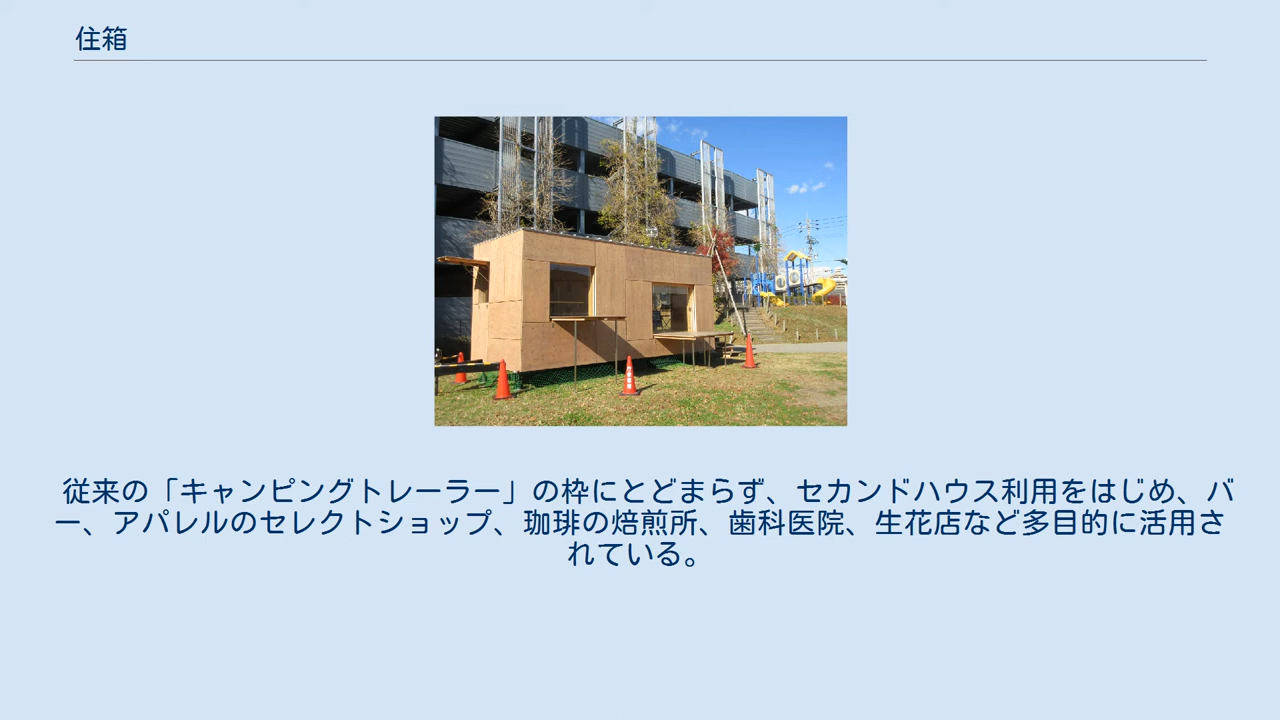 住箱
従来の「キャンピングトレーラー」の枠にとどまらず、セカンドハウス利用をはじめ、バ
ー、アパレルのセレクトショップ、珈琲の焙煎所、歯科医院、生花店など多目的に活用さ
れている。